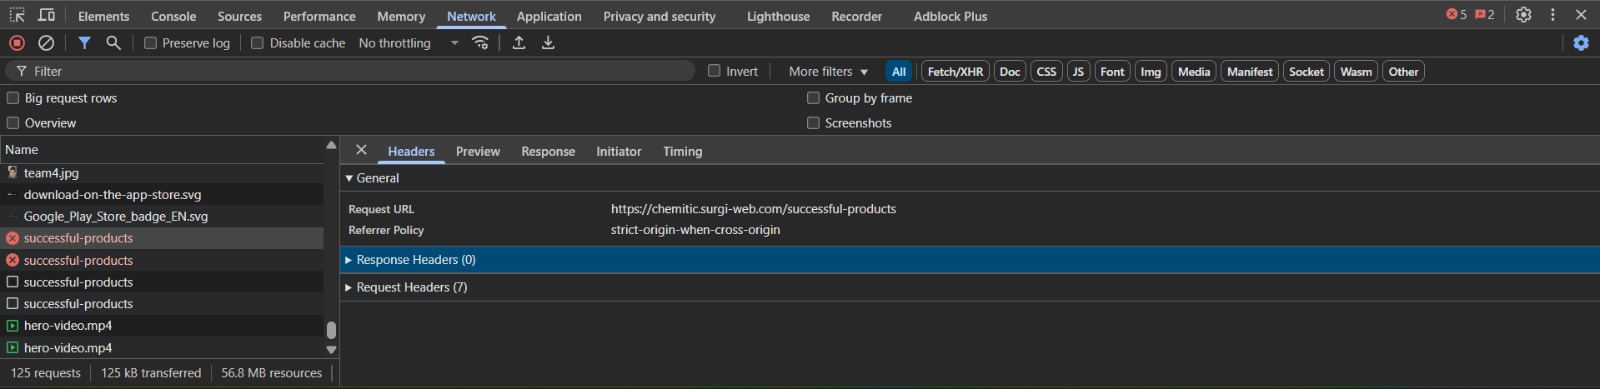 Elements Console Sources Performance Memory Network Application Privacy and security Lighthouse Recorder Adblock Plus 5 2
Preserve log Disable cache No throttling
Filter Invert More filters All Fetch/XHR Doc CSS JS Font Img Media Manifest Socket Wasm Other
Big request rows Group by frame
Overview Screenshots
Name
team4.jpg
download-on-the-app-store.svg
Google_Play_Store_badge_EN.svg
successful-products
successful-products
successful-products
successful-products
hero-video.mp4
hero-video.mp4
125 requests 125 kB transferred 56.8 MB resources
Headers Preview Response Initiator Timing
General
Request URL https://chemitic.surgi-web.com/successful-products
Referrer Policy strict-origin-when-cross-origin
Response Headers (0)
Request Headers (7)